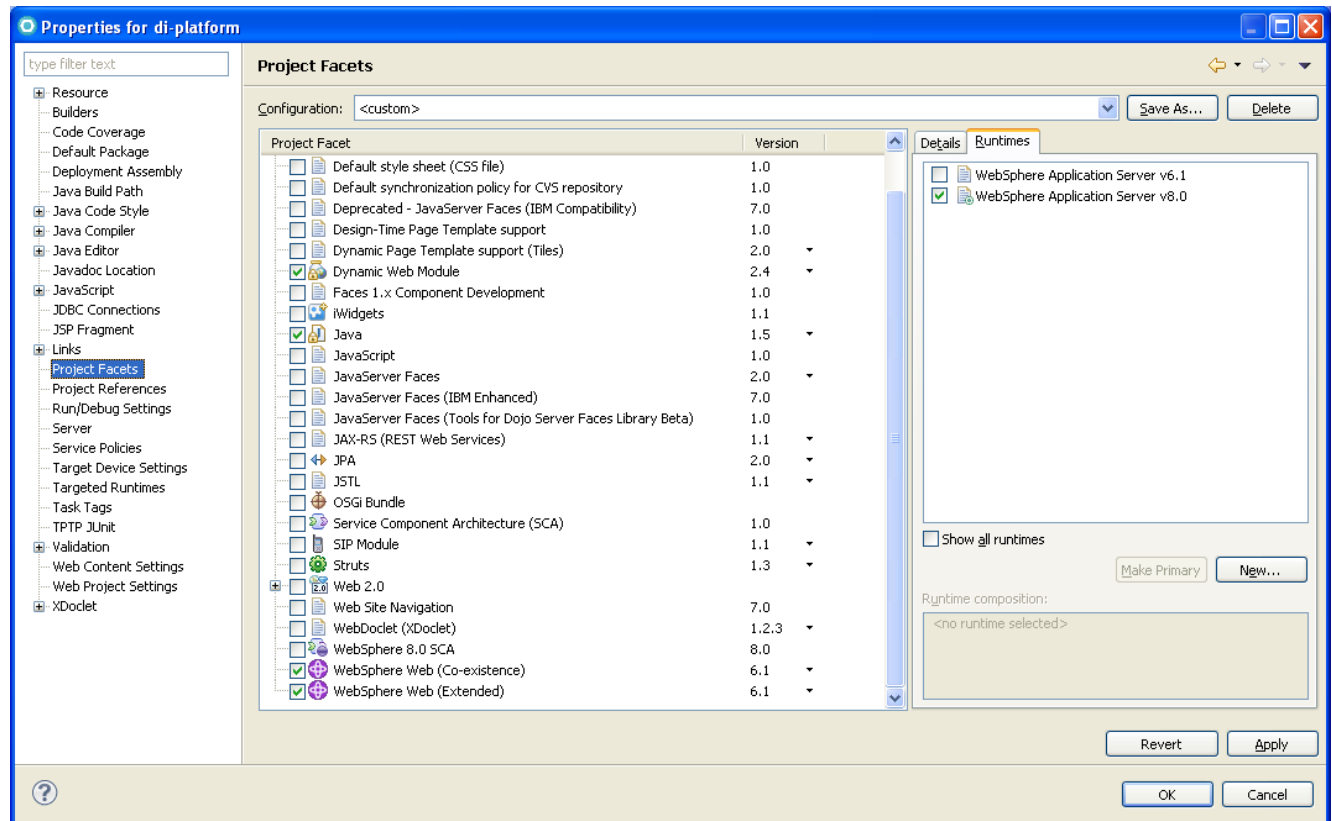 Properties for di-platform
type filter text
Resource
Builders
Code Coverage
Default Package
Deployment Assembly
Java Build Path
Java Code Style
Java Compiler
Java Editor
Javadoc Location
JavaScript
JDBC Connections
JSP Fragment
Links
Project Facets
Project References
Run/Debug Settings
Server
Service Policies
Target Device Settings
Targeted Runtimes
Task Tags
TPTP JUnit
Validation
Web Content Settings
Web Project Settings
XDoclet
Project Facets
Configuration: <custom> Save As... Delete
Project Facet Version
Default style sheet (CSS file) 1.0
Default synchronization policy for CVS repository 1.0
Deprecated - JavaServer Faces (IBM Compatibility) 7.0
Design-Time Page Template support 1.0
Dynamic Page Template support (Tiles) 2.0
Dynamic Web Module 2.4
Faces 1.x Component Development 1.0
iWidgets 1.1
Java 1.5
JavaScript 1.0
JavaServer Faces 2.0
JavaServer Faces (IBM Enhanced) 7.0
JavaServer Faces (Tools for Dojo Server Faces Library Beta) 1.0
JAX-RS (REST Web Services) 1.1
JPA 2.0
JSTL 1.1
OSGi Bundle
Service Component Architecture (SCA) 1.0
SIP Module 1.1
Struts 1.3
2.0 Web 2.0
Web Site Navigation 7.0
WebDoclet (XDoclet) 1.2.3
WebSphere 8.0 SCA 8.0
WebSphere Web (Co-existence) 6.1
WebSphere Web (Extended) 6.1
Details Runtimes
WebSphere Application Server v6.1
WebSphere Application Server v8.0
Show all runtimes
Make Primary New...
Runtime composition:
<no runtime selected>
Revert Apply
? OK Cancel